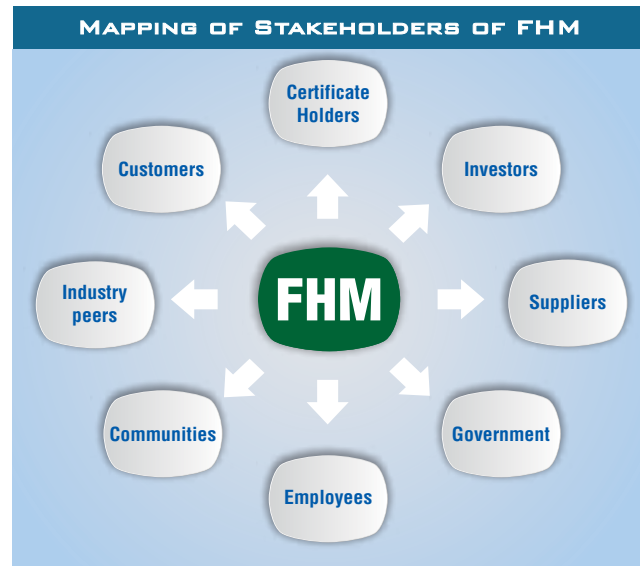 MAPPING OF STAKEHOLDERS OF FHM
Certificate
Holders
Customers
Investors
Industry
peers
FHM
Suppliers
Communities
Government
Employees